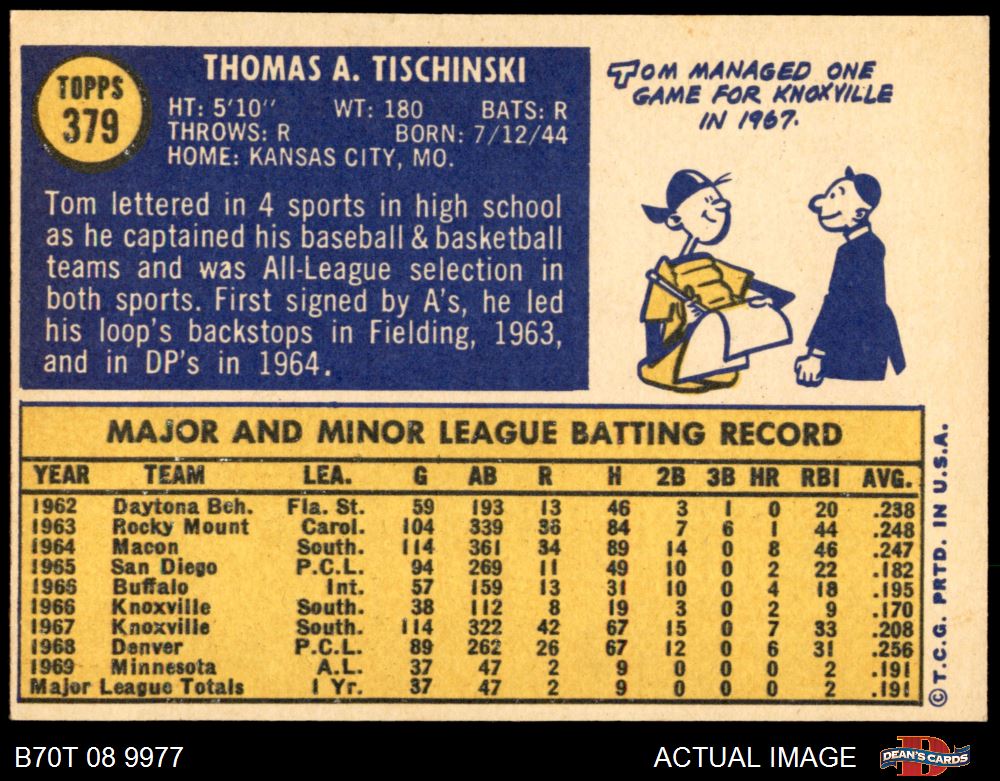 TOPPS
379
THOMAS A. TISCHINSKI
HT: 5'10" WT: 180 BATS: R
THROWS: R BORN: 7/12/44
HOME: KANSAS CITY, MO.
Tom lettered in 4 sports in high school
as he captained his baseball & basketball
teams and was All-League selection in
both sports. First signed by A's, he led
his loop's backstops in Fielding, 1963,
and in DP's in 1964.
TOM MANAGED ONE
GAME FOR KNOXVILLE
IN 1967.
MAJOR AND MINOR LEAGUE BATTING RECORD
YEAR TEAM LEA. G AB R H 2B 3B HR RBI AVG.
1962 Daytona Beh. Fla. St. 59 193 13 46 3 1 0 20 .238
1963 Rocky Mount Carol. 104 339 36 84 7 6 1 44 .248
1964 Macon South. 114 361 34 89 14 0 8 46 .247
1965 San Diego P.C.L. 94 269 11 49 10 0 2 22 .182
1966 Buffalo Int. 57 159 13 31 10 0 4 18 .195
1966 Knoxville South. 38 112 8 19 3 0 2 9 .170
1967 Knoxville South. 114 322 42 67 15 0 7 33 .208
1968 Denver P.C.L. 89 262 26 67 12 0 6 31 .256
1969 Minnesota A.L. 37 47 2 9 0 0 0 2 .191
Major League Totals 1 Yr. 37 47 2 9 0 0 0 2 .191
© T.C.G. PRTD. IN U.S.A.
B70T 08 9977
ACTUAL IMAGE
DEAN'S CARDS